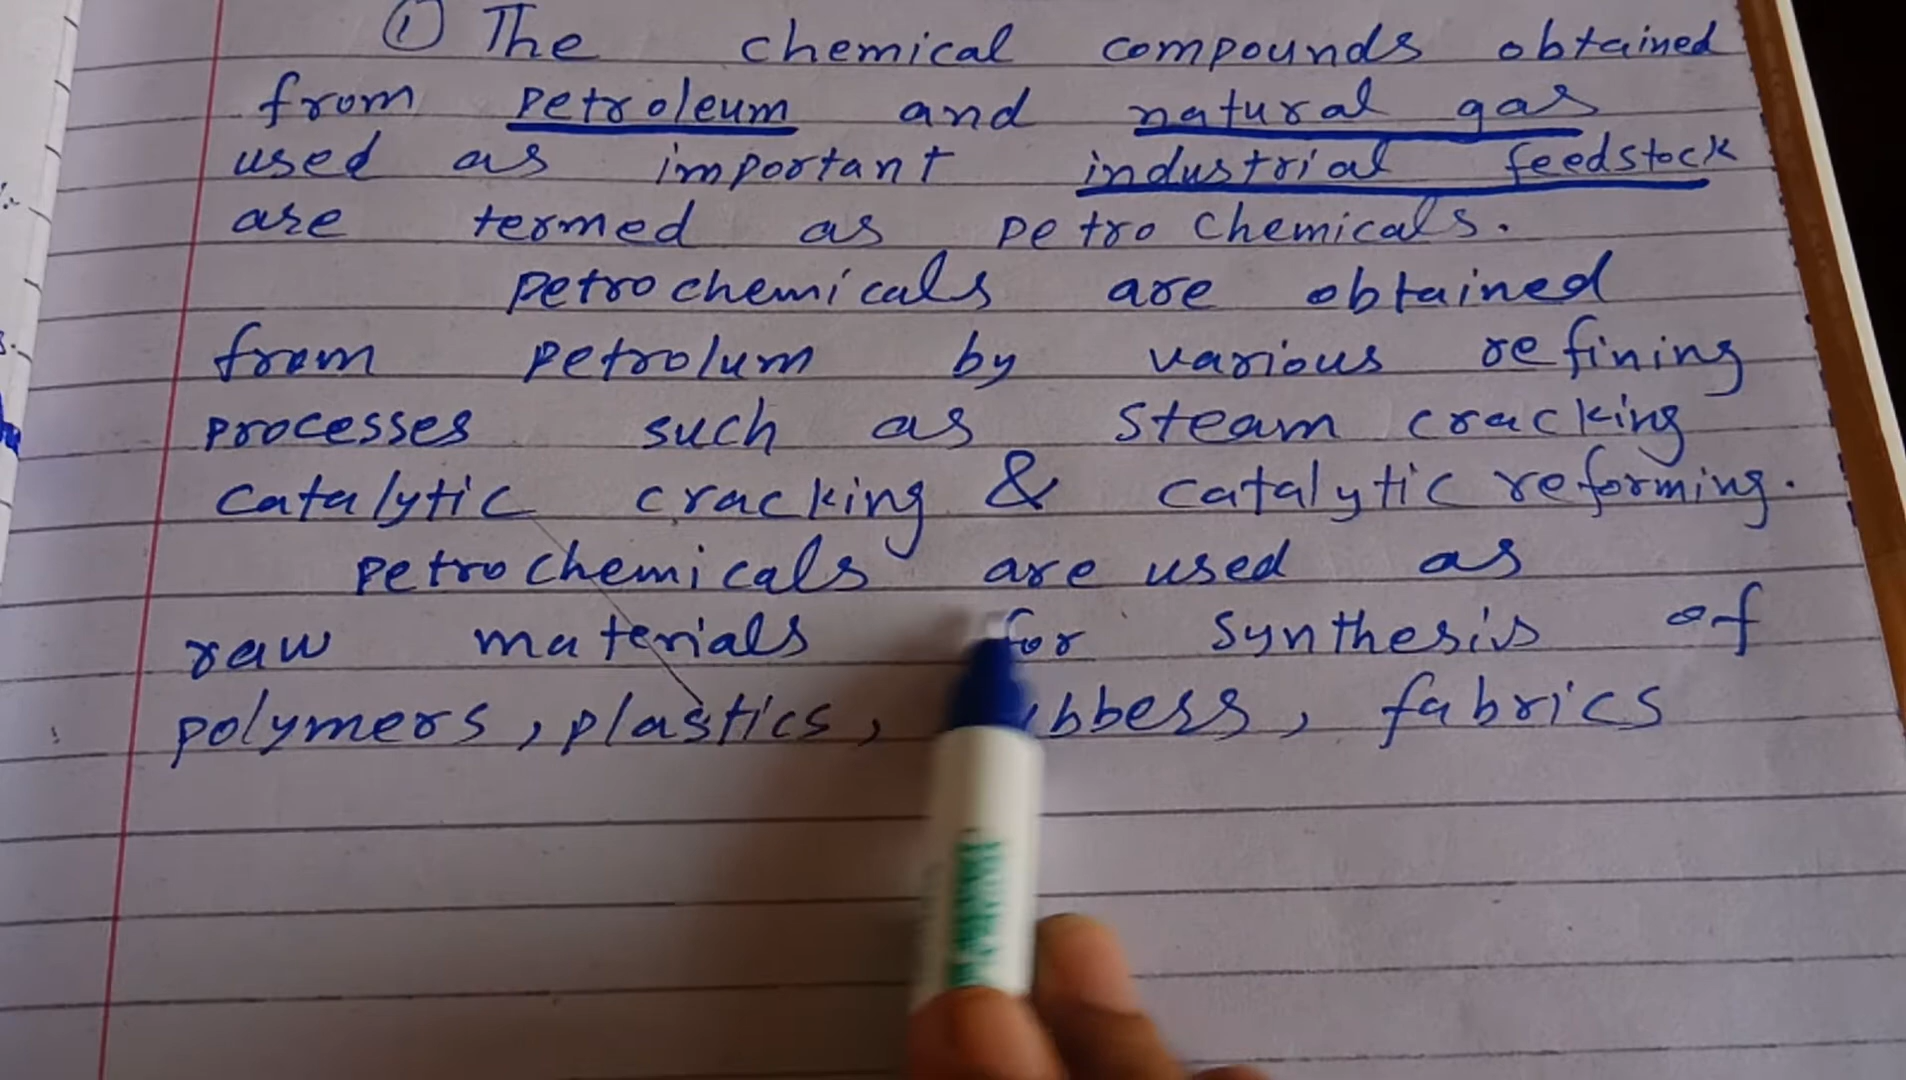 ① The chemical compounds obtained
from petroleum and natural gas
used as important industrial feedstock
are termed as petrochemicals.
petrochemicals are obtained
from petrolum by various refining
processes such as steam cracking
catalytic cracking & catalytic reforming.
petrochemicals are used as
raw materials for synthesis of
polymers, plastics, fabrics